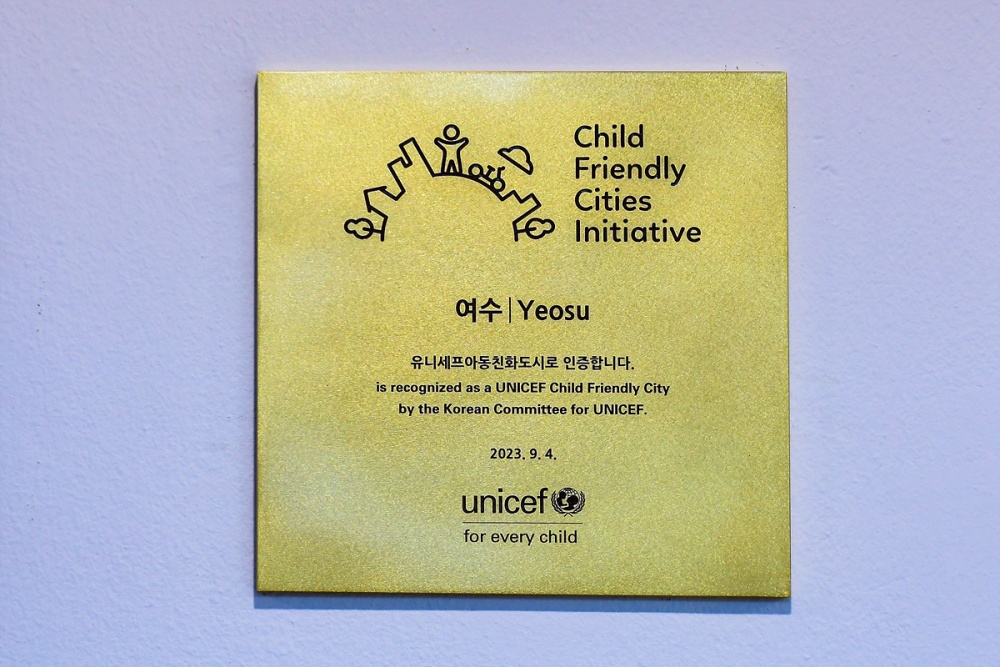 Child
Friendly
Cities
Initiative
여수|Yeosu
유니세프아동친화도시로 인증합니다.
is recognized as a UNICEF Child Friendly City
by the Korean Committee for UNICEF.
2023. 9. 4.
unicef
for every child